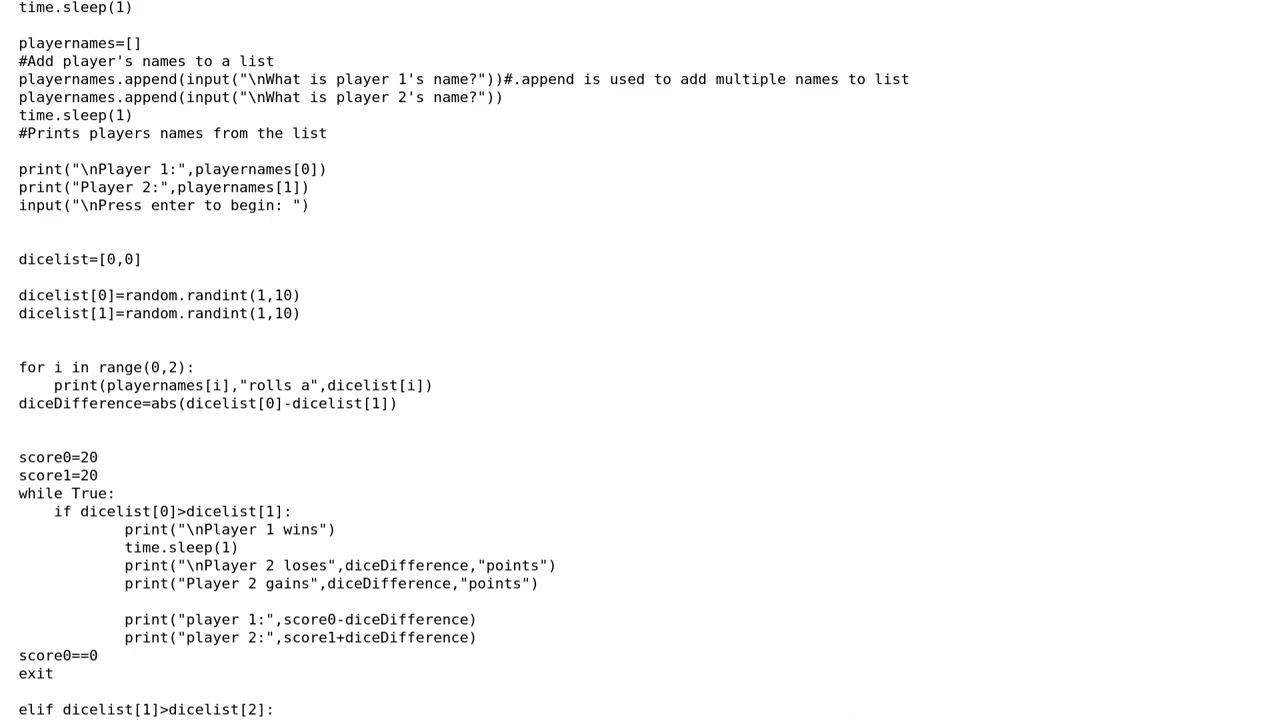 time.sleep(1)
playernames=[]
#Add player's names to a list
playernames.append(input("\nWhat is player 1's name?"))#.append is used to add multiple names to list
playernames.append(input("\nWhat is player 2's name?"))
time.sleep(1)
#Prints players names from the list
print("\nPlayer 1:",playernames[0])
print("Player 2:",playernames[1])
input("\nPress enter to begin: ")
dicelist=[0,0]
dicelist[0]=random.randint(1,10)
dicelist[1]=random.randint(1,10)
for i in range(0,2):
    print(playernames[i],"rolls a",dicelist[i])
diceDifference=abs(dicelist[0]-dicelist[1])
score0=20
score1=20
while True:
    if dicelist[0]>dicelist[1]:
            print("\nPlayer 1 wins")
            time.sleep(1)
            print("\nPlayer 2 loses",diceDifference,"points")
            print("Player 2 gains",diceDifference,"points")
            print("player 1:",score0-diceDifference)
            print("player 2:",score1+diceDifference)
score0==0
exit
elif dicelist[1]>dicelist[2]: